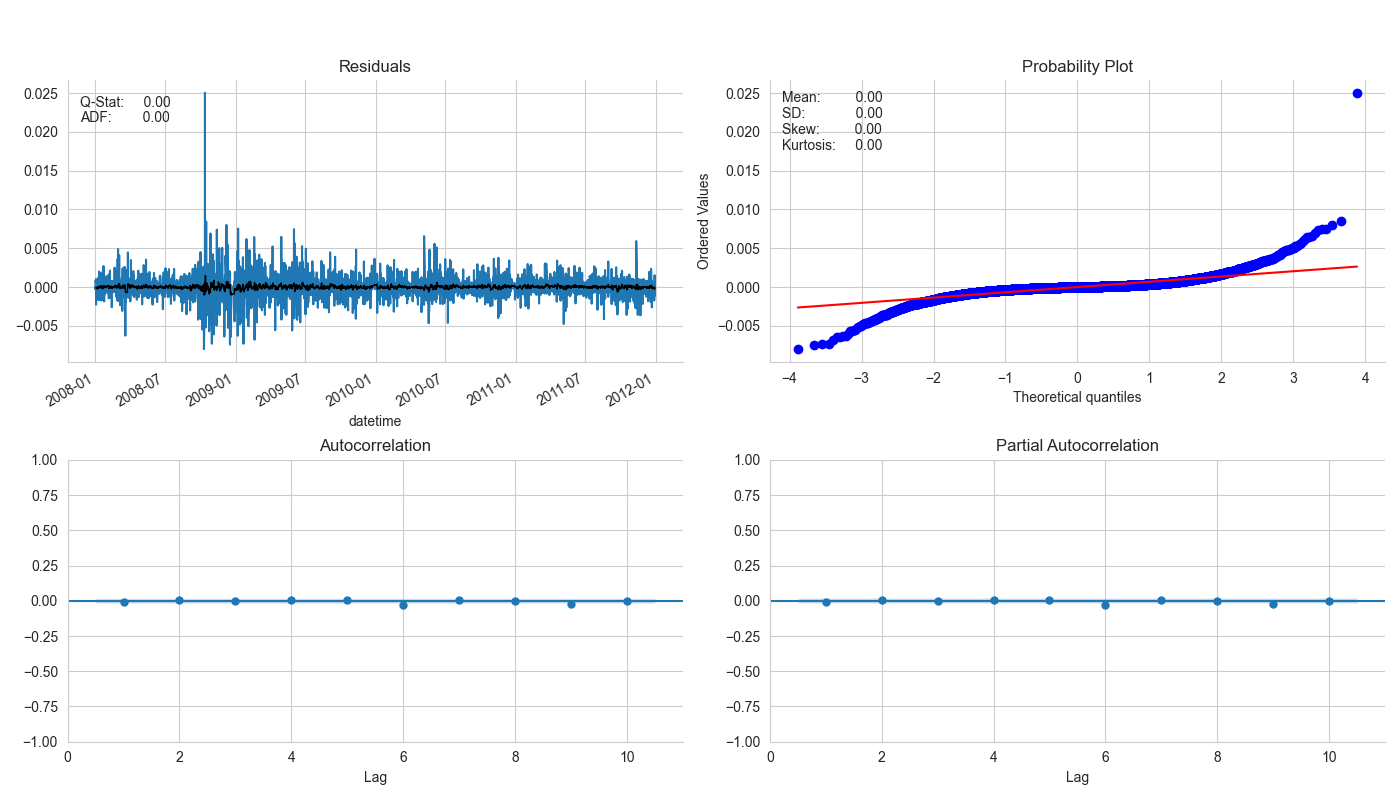 Residuals
Q-Stat: 0.00
ADF: 0.00
0.025
0.020
0.015
0.010
0.005
0.000
−0.005
2008-01
2008-07
2009-01
2009-07
2010-01
2010-07
2011-01
2011-07
2012-01
datetime
Probability Plot
Mean: 0.00
SD: 0.00
Skew: 0.00
Kurtosis: 0.00
Ordered Values
0.025
0.020
0.015
0.010
0.005
0.000
−0.005
−4 −3 −2 −1 0 1 2 3 4
Theoretical quantiles
Autocorrelation
1.00
0.75
0.50
0.25
0.00
−0.25
−0.50
−0.75
−1.00
0 2 4 6 8 10
Lag
Partial Autocorrelation
1.00
0.75
0.50
0.25
0.00
−0.25
−0.50
−0.75
−1.00
0 2 4 6 8 10
Lag